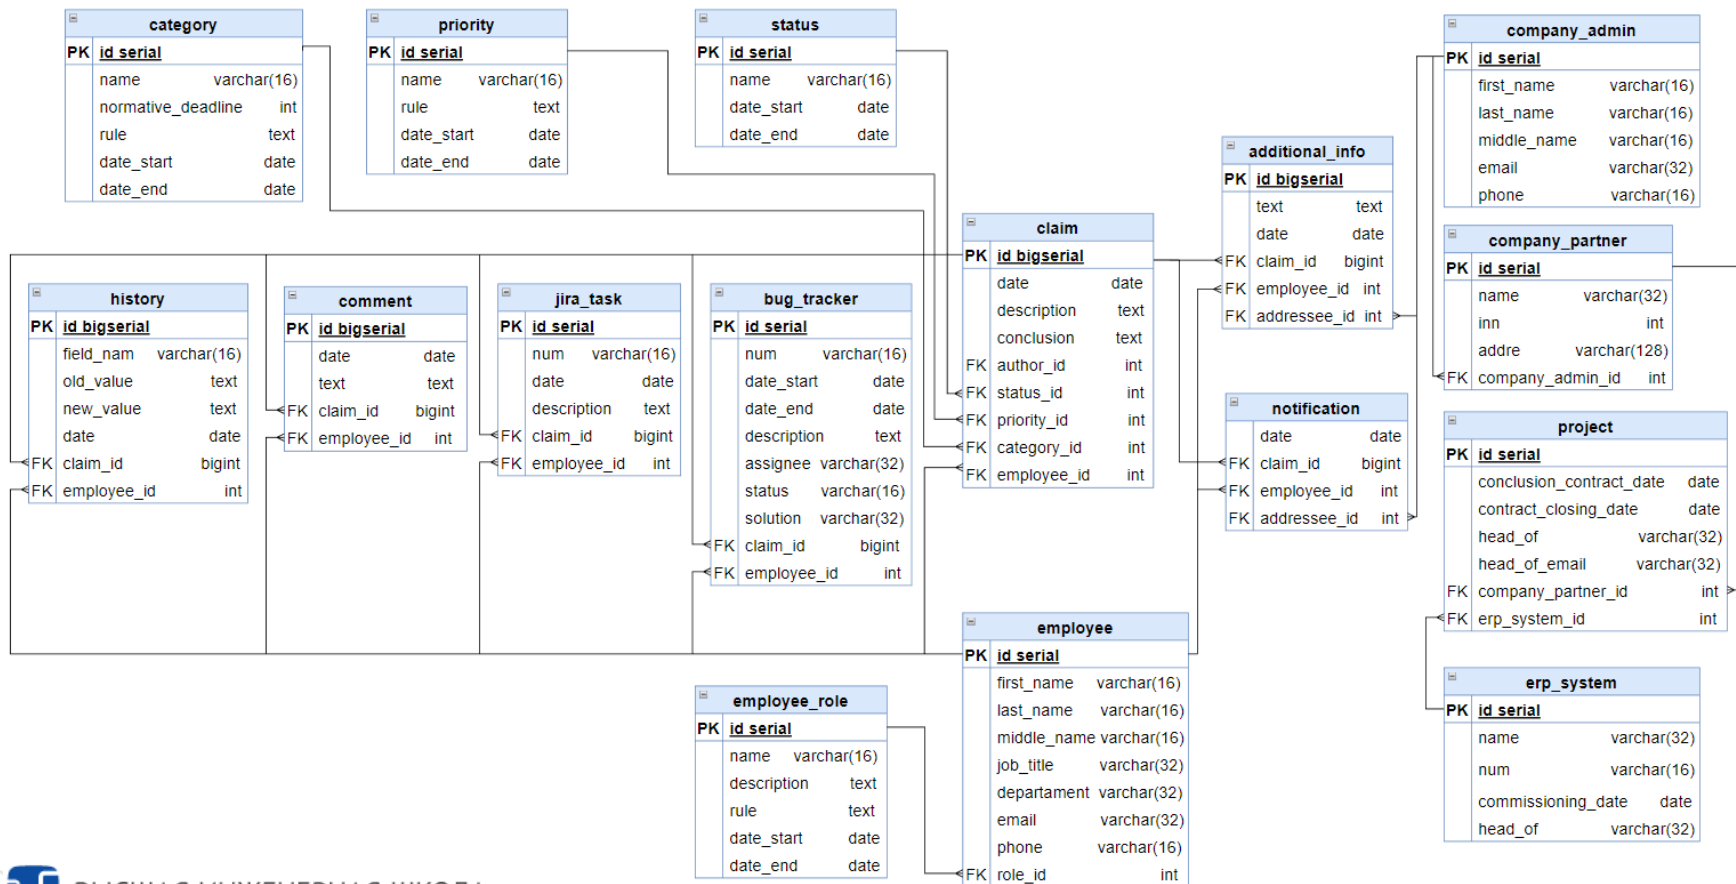 category
PK id serial
name varchar(16)
normative_deadline int
rule text
date_start date
date_end date
priority
PK id serial
name varchar(16)
rule text
date_start date
date_end date
status
PK id serial
name varchar(16)
date_start date
date_end date
company_admin
PK id serial
first_name varchar(16)
last_name varchar(16)
middle_name varchar(16)
email varchar(32)
phone varchar(16)
additional_info
PK id bigserial
text text
date date
FK claim_id bigint
FK employee_id int
FK addressee_id int
claim
PK id bigserial
date date
description text
conclusion text
FK author_id int
FK status_id int
FK priority_id int
FK category_id int
FK employee_id int
company_partner
PK id serial
name varchar(32)
inn int
addre varchar(128)
FK company_admin_id int
history
PK id bigserial
field_nam varchar(16)
old_value text
new_value text
date date
FK claim_id bigint
FK employee_id int
comment
PK id bigserial
date date
text text
FK claim_id bigint
FK employee_id int
jira_task
PK id serial
num varchar(16)
date date
description text
FK claim_id bigint
FK employee_id int
bug_tracker
PK id serial
num varchar(16)
date_start date
date_end date
description text
assignee varchar(32)
status varchar(16)
solution varchar(32)
FK claim_id bigint
FK employee_id int
notification
date date
FK claim_id bigint
FK employee_id int
FK addressee_id int
project
PK id serial
conclusion_contract_date date
contract_closing_date date
head_of varchar(32)
head_of_email varchar(32)
FK company_partner_id int
FK erp_system_id int
employee
PK id serial
first_name varchar(16)
last_name varchar(16)
middle_name varchar(16)
job_title varchar(32)
departament varchar(32)
email varchar(32)
phone varchar(16)
FK role_id int
employee_role
PK id serial
name varchar(16)
description text
rule text
date_start date
date_end date
erp_system
PK id serial
name varchar(32)
num varchar(16)
commissioning_date date
head_of varchar(32)